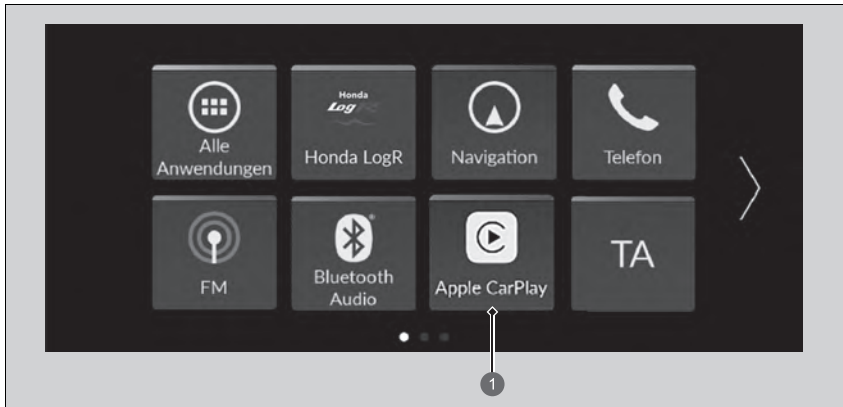 Alle
Anwendungen
Honda
Log
Honda LogR
Navigation
Telefon
FM
Bluetooth
Audio
Apple CarPlay
TA
1